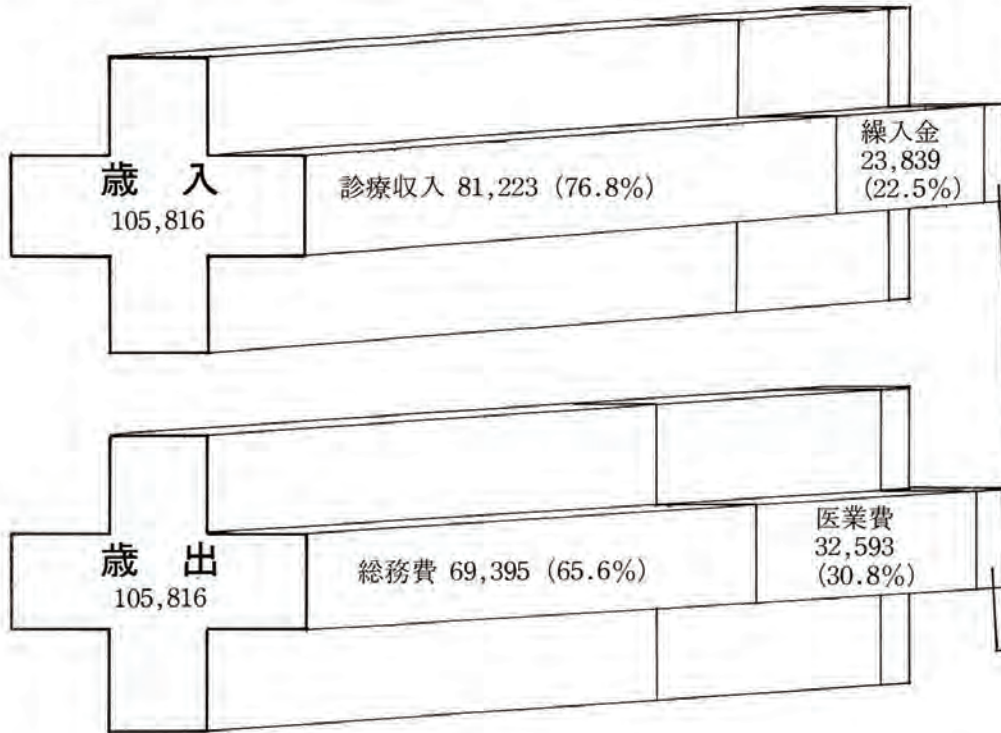 歳入
105,816
診療収入 81,223 (76.8%)
繰入金
23,839
(22.5%)
歳出
105,816
総務費 69,395 (65.6%)
医業費
32,593
(30.8%)